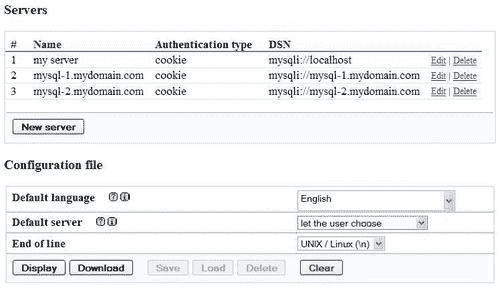 Servers
# Name Authentication type DSN
1 my server cookie mysqli://localhost Edit | Delete
2 mysql-1.mydomain.com cookie mysqli://mysql-1.mydomain.com Edit | Delete
3 mysql-2.mydomain.com cookie mysqli://mysql-2.mydomain.com Edit | Delete
New server
Configuration file
Default language English
Default server let the user choose
End of line UNIX / Linux (\n)
Display Download Save Load Delete Clear